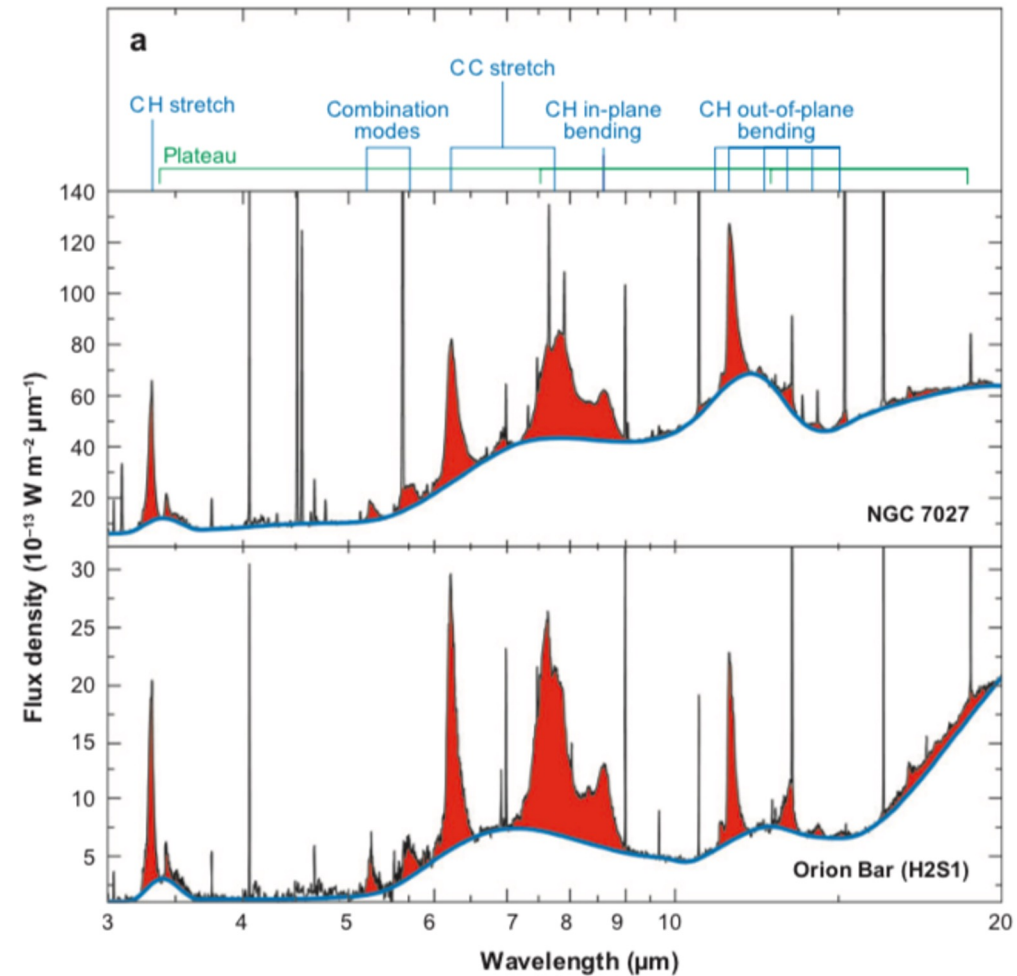 a
CC stretch
CH stretch
Combination
modes
CH in-plane
bending
CH out-of-plane
bending
Plateau
140
120
100
80
60
40
20
NGC 7027
Flux density (10⁻¹³ W m⁻² μm⁻¹)
30
25
20
15
10
5
Orion Bar (H2S1)
3 4 5 6 7 8 9 10 20
Wavelength (μm)